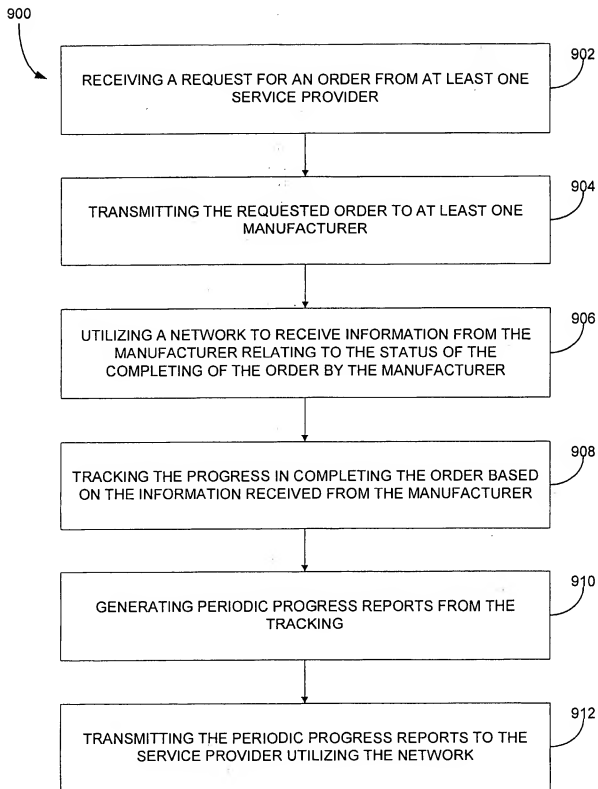 900
902
RECEIVING A REQUEST FOR AN ORDER FROM AT LEAST ONE
SERVICE PROVIDER
904
TRANSMITTING THE REQUESTED ORDER TO AT LEAST ONE
MANUFACTURER
906
UTILIZING A NETWORK TO RECEIVE INFORMATION FROM THE
MANUFACTURER RELATING TO THE STATUS OF THE
COMPLETING OF THE ORDER BY THE MANUFACTURER
908
TRACKING THE PROGRESS IN COMPLETING THE ORDER BASED
ON THE INFORMATION RECEIVED FROM THE MANUFACTURER
910
GENERATING PERIODIC PROGRESS REPORTS FROM THE
TRACKING
912
TRANSMITTING THE PERIODIC PROGRESS REPORTS TO THE
SERVICE PROVIDER UTILIZING THE NETWORK